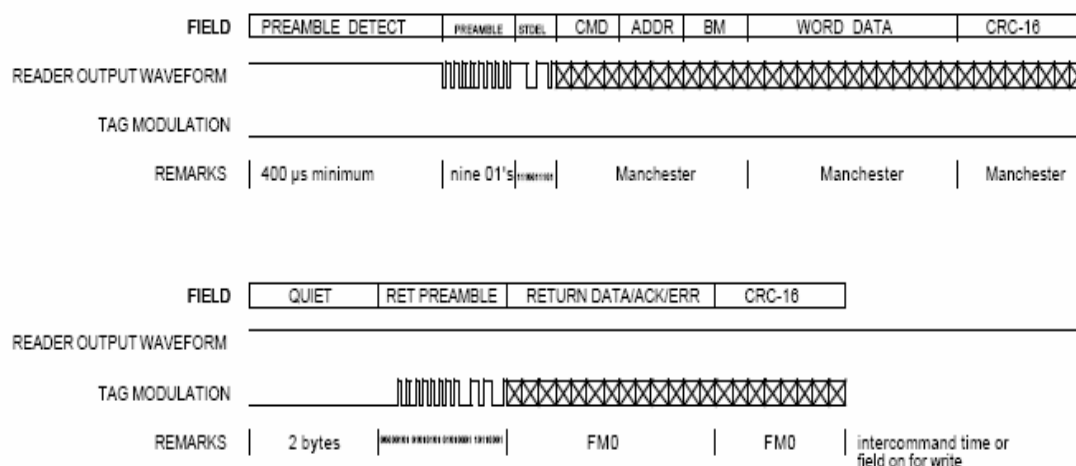 FIELD PREAMBLE DETECT PREAMBLE STDEL CMD ADDR BM WORD DATA CRC-16
READER OUTPUT WAVEFORM
TAG MODULATION
REMARKS 400 µs minimum nine 01's Manchester Manchester Manchester
FIELD QUIET RET PREAMBLE RETURN DATA/ACK/ERR CRC-16
READER OUTPUT WAVEFORM
TAG MODULATION
REMARKS 2 bytes FM0 FM0 intercommand time or
field on for write